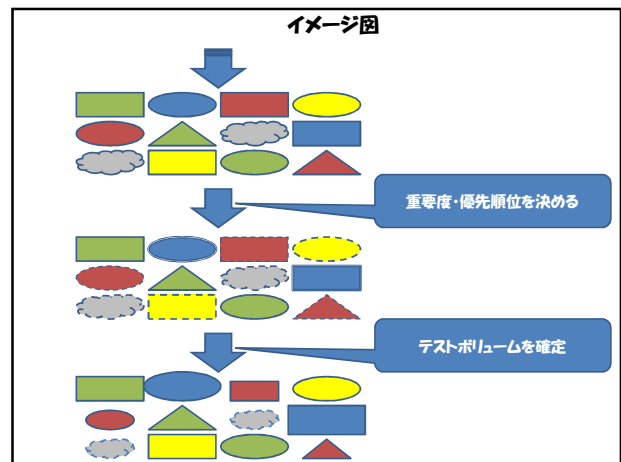 イメージ図
重要度・優先順位を決める
テストボリュームを確定